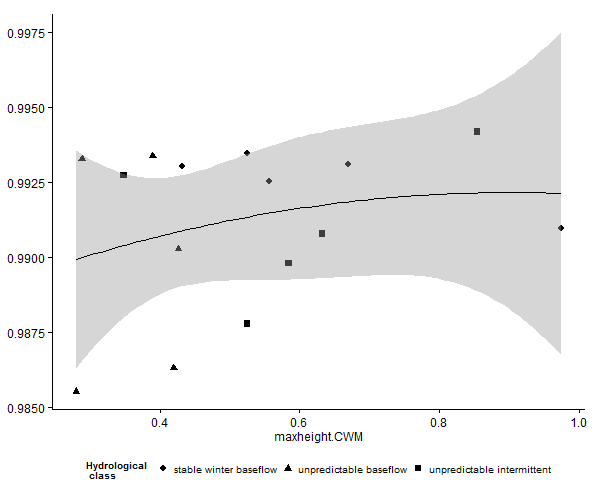 0.9975
0.9950
0.9925
0.9900
0.9875
0.9850
0.4 0.6 0.8 1.0
maxheight.CWM
Hydrological
class
stable winter baseflow unpredictable baseflow unpredictable intermittent